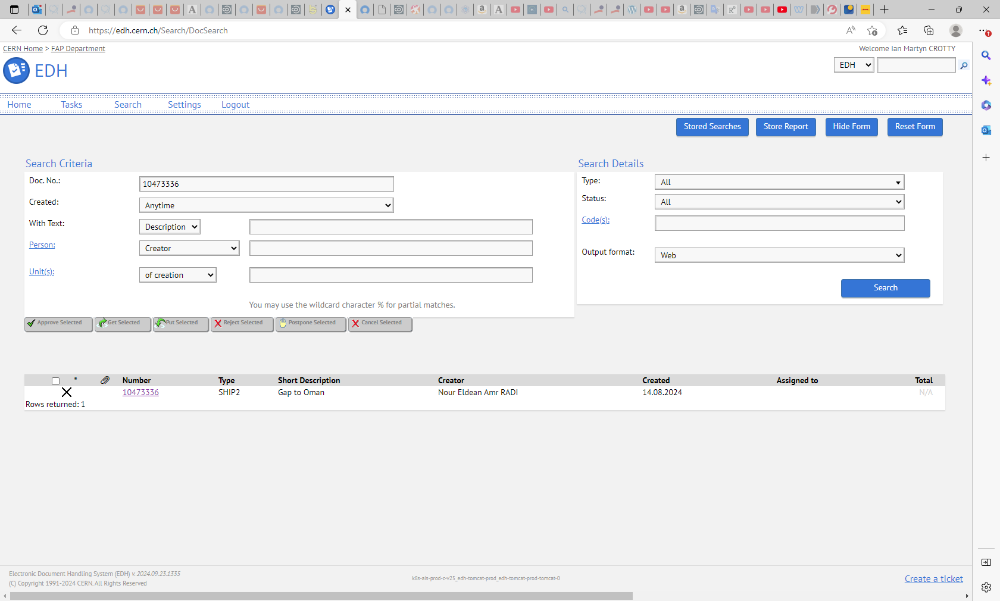 https://edh.cern.ch/Search/DocSearch
CERN Home > FAP Department
Welcome Ian Martyn CROTTY
EDH
EDH
Home Tasks Search Settings Logout
Stored Searches Store Report Hide Form Reset Form
Search Criteria
Doc. No.: 10473336
Created: Anytime
With Text: Description
Person: Creator
Unit(s): of creation
You may use the wildcard character % for partial matches.
Search Details
Type: All
Status: All
Code(s):
Output format: Web
Search
Approve Selected Get Selected Put Selected Reject Selected Postpone Selected Cancel Selected
* Number Type Short Description Creator Created Assigned to Total
10473336 SHIP2 Gap to Oman Nour Eldean Amr RADI 14.08.2024 N/A
Rows returned: 1
Electronic Document Handling System (EDH) v. 2024.09.23.1335
(C) Copyright 1991-2024 CERN. All Rights Reserved
k8s-ais-prod-c-v25_edh-tomcat-prod_edh-tomcat-prod-tomcat-0
Create a ticket